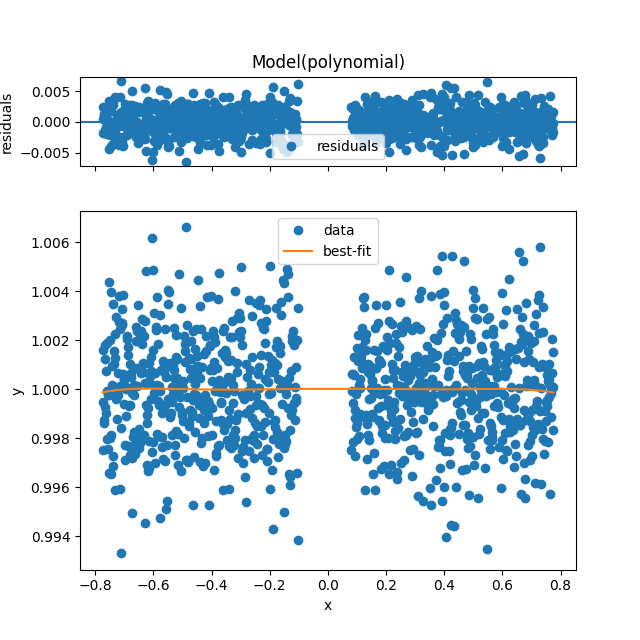 Model(polynomial)
0.005
0.000
−0.005
residuals
residuals
data
best-fit
1.006
1.004
1.002
1.000
0.998
0.996
0.994
y
−0.8 −0.6 −0.4 −0.2 0.0 0.2 0.4 0.6 0.8
x